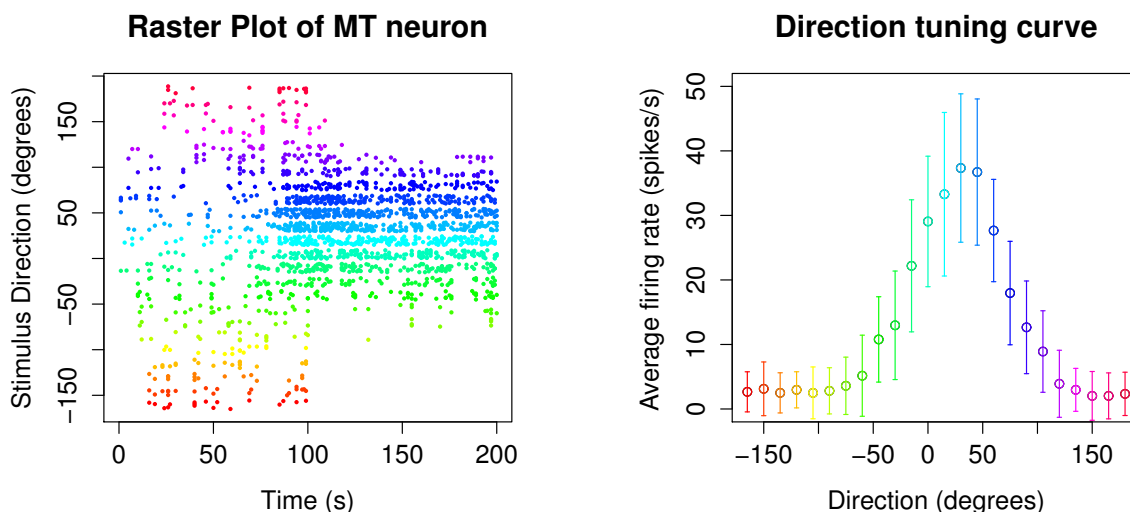 Raster Plot of MT neuron
Stimulus Direction (degrees)
150
50
−50
−150
0 50 100 150 200
Time (s)
Direction tuning curve
Average firing rate (spikes/s)
50
40
30
20
10
0
−150 −50 0 50 150
Direction (degrees)